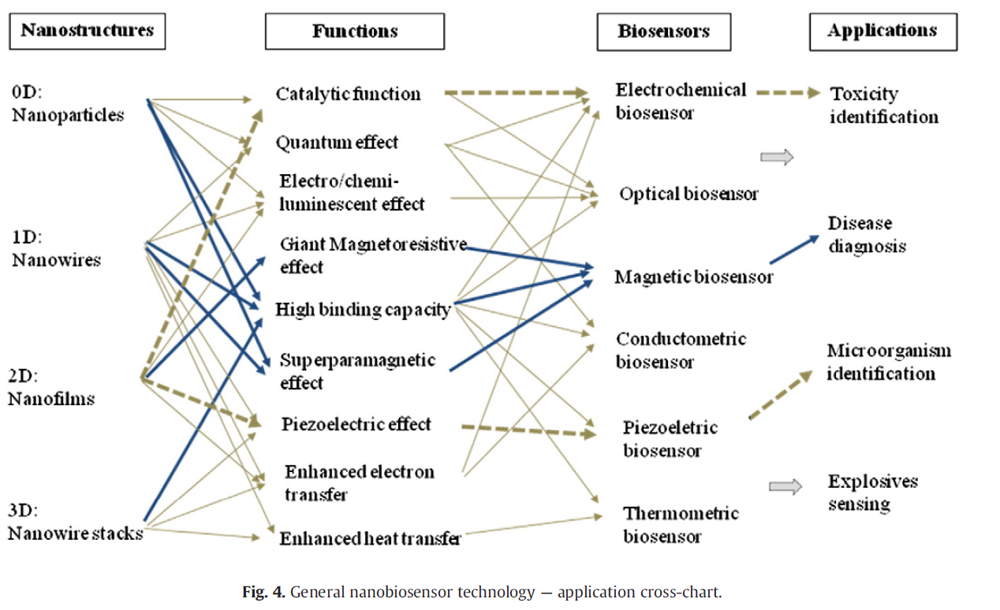 Nanostructures
Functions
Biosensors
Applications
0D:
Nanoparticles
1D:
Nanowires
2D:
Nanofilms
3D:
Nanowire stacks
Catalytic function
Quantum effect
Electro/chemi-
luminescent effect
Giant Magnetoresistive
effect
High binding capacity
Superparamagnetic
effect
Piezoelectric effect
Enhanced electron
transfer
Enhanced heat transfer
Electrochemical
biosensor
Optical biosensor
Magnetic biosensor
Conductometric
biosensor
Piezoeletric
biosensor
Thermometric
biosensor
Toxicity
identification
Disease
diagnosis
Microorganism
identification
Explosives
sensing
Fig. 4. General nanobiosensor technology — application cross-chart.